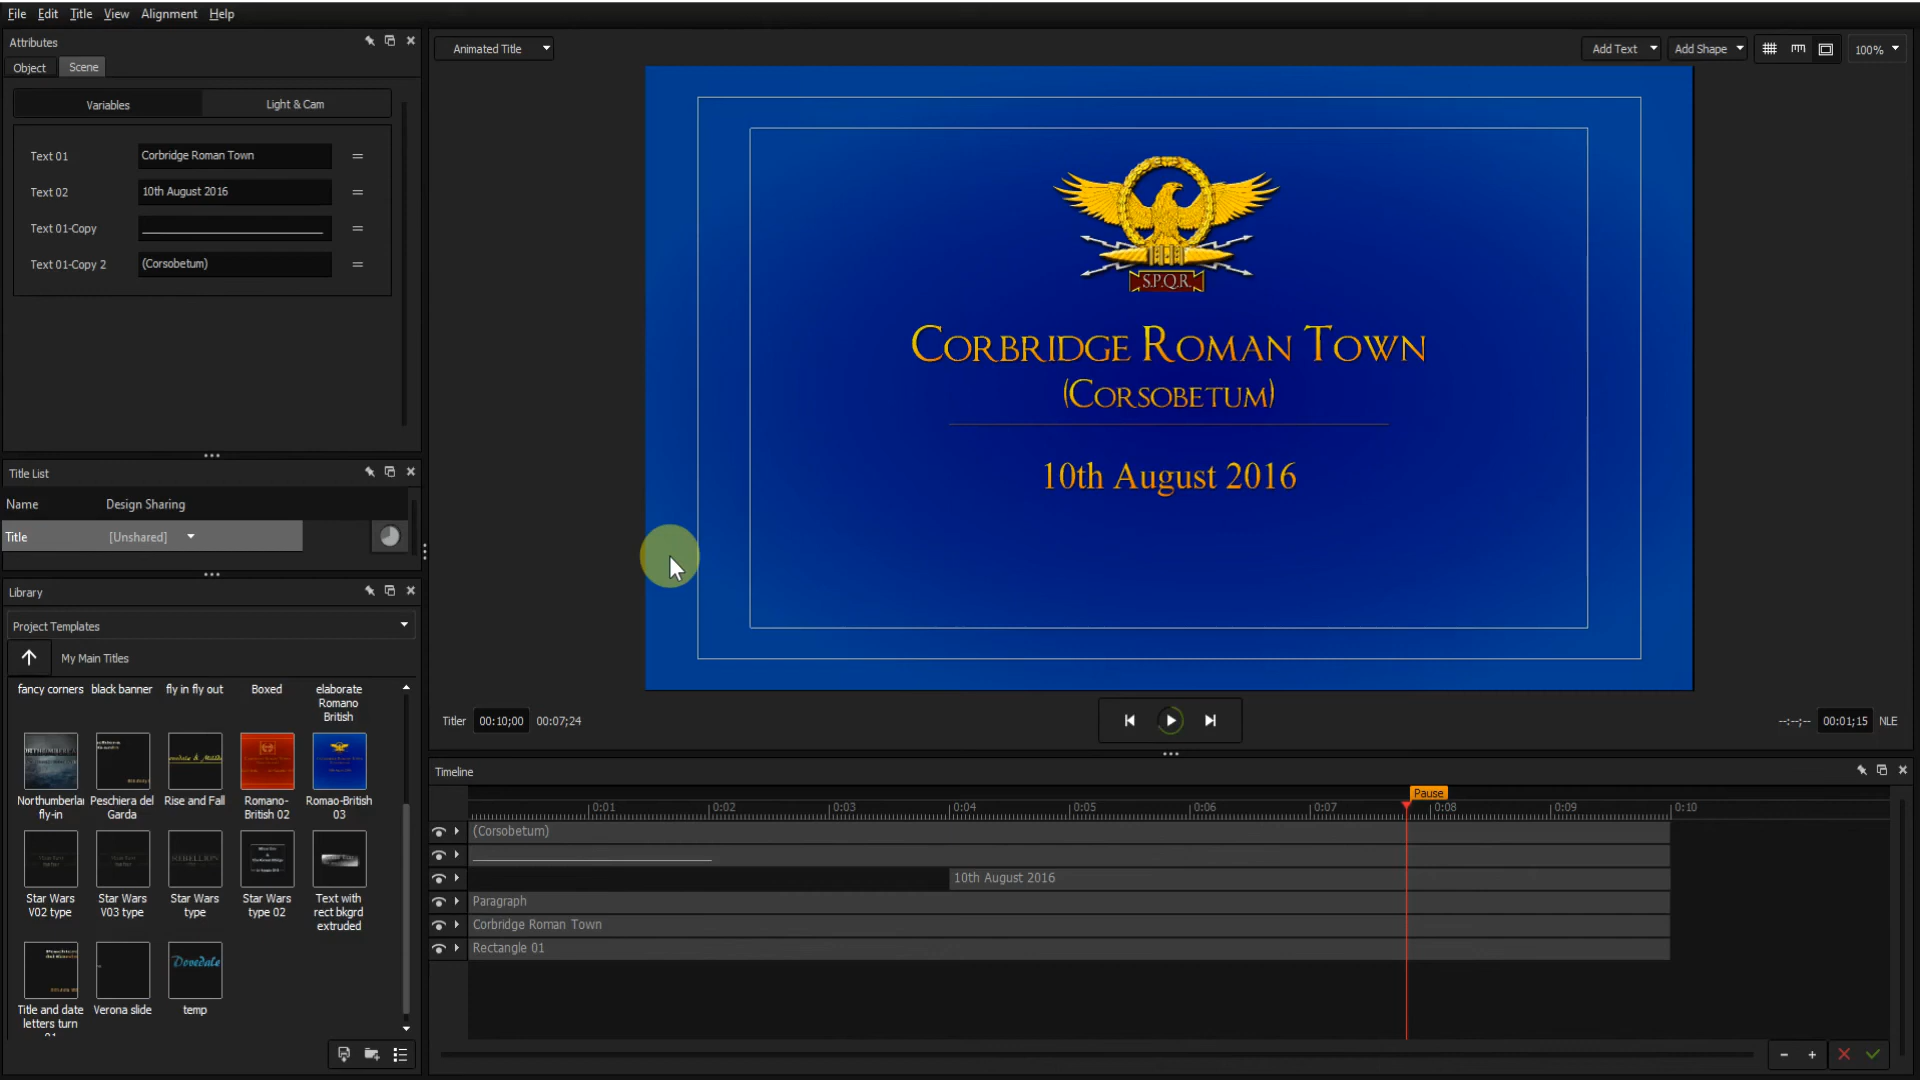 File Edit Title View Alignment Help
Attributes
Object Scene
Variables Light & Cam
Text 01 Corbridge Roman Town =
Text 02 10th August 2016 =
Text 01-Copy ____________________ =
Text 01-Copy 2 (Corsobetum) =
Title List
Name Design Sharing
Title [Unshared]
Library
Project Templates
My Main Titles
fancy corners black banner fly in fly out Boxed elaborate
Romano
British
Northumberlan Peschiera del Rise and Fall Romano- Romao-British
fly-in Garda British 02 03
Star Wars Star Wars Star Wars Star Wars Text with
V02 type V03 type type type 02 rect bkgrd
extruded
Dovedale
Title and date Verona slide temp
letters turn
Animated Title Add Text Add Shape 100%
S.P.Q.R.
Corbridge Roman Town
(Corsobetum)
10th August 2016
Titler 00:10;00 00:07;24 --:--;-- 00:01;15 NLE
Timeline
Pause
0:01 0:02 0:03 0:04 0:05 0:06 0:07 0:08 0:09 0:10
(Corsobetum)
____________________
10th August 2016
Paragraph
Corbridge Roman Town
Rectangle 01